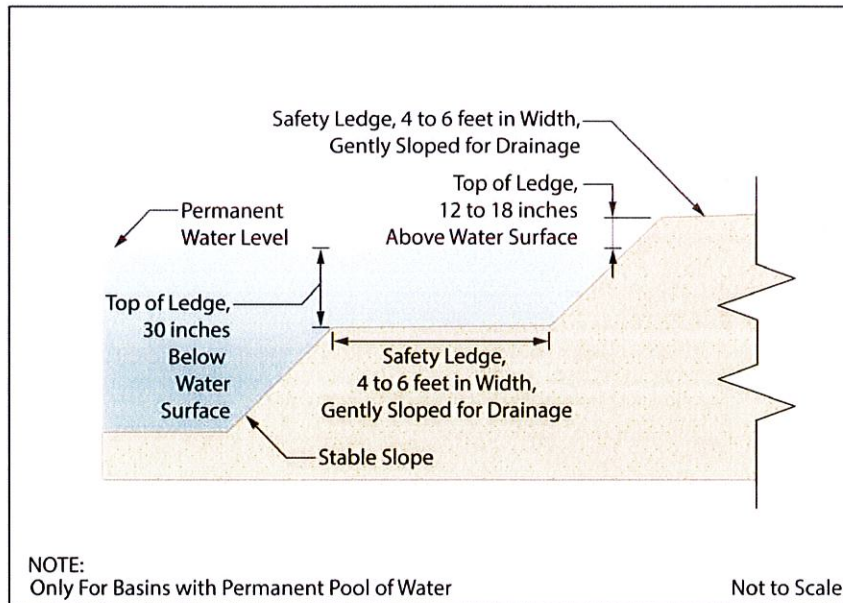 Safety Ledge, 4 to 6 feet in Width,
Gently Sloped for Drainage
Top of Ledge,
12 to 18 inches
Above Water Surface
Permanent
Water Level
Top of Ledge,
30 inches
Below
Water
Surface
Safety Ledge,
4 to 6 feet in Width,
Gently Sloped for Drainage
Stable Slope
NOTE:
Only For Basins with Permanent Pool of Water
Not to Scale